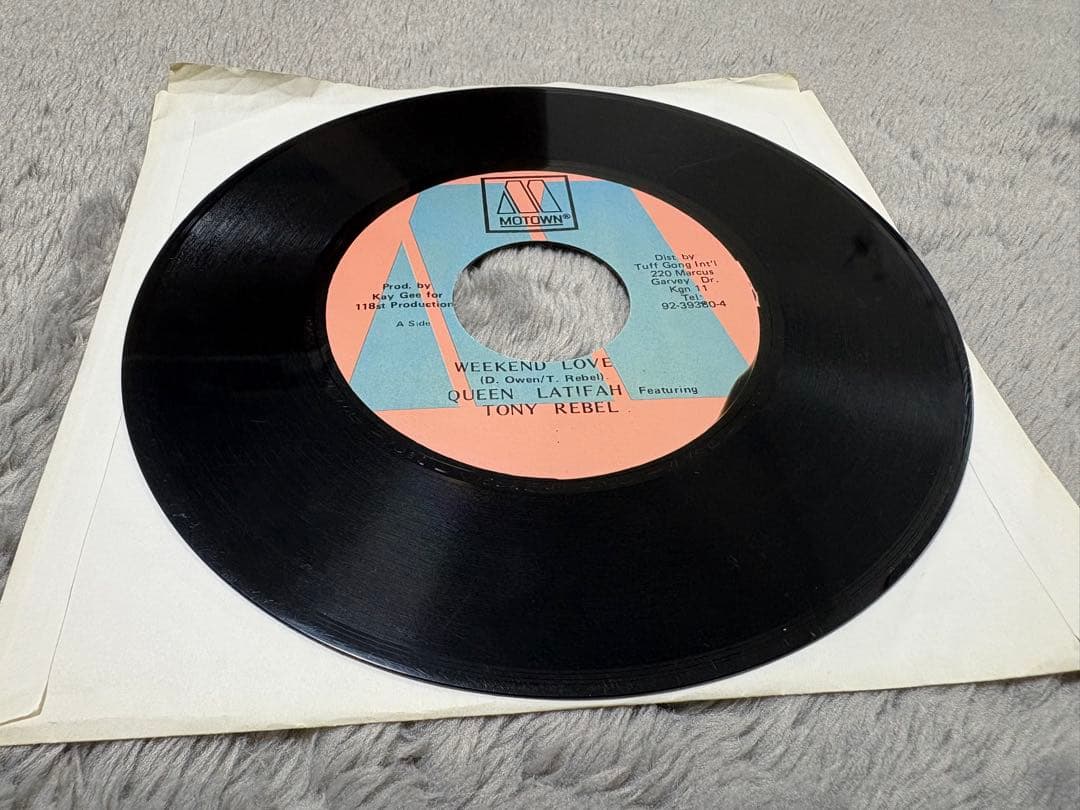 MOTOWN®
Prod. by
Kay Gee for
118st Production
A Side
Dist by
Tuff Gong Int'l
220 Marcus
Garvey Dr.
Kgn 11
Tel:
92-39380-4
WEEKEND LOVE
(D. Owen/T. Rebel).
QUEEN LATIFAH Featuring
TONY REBEL